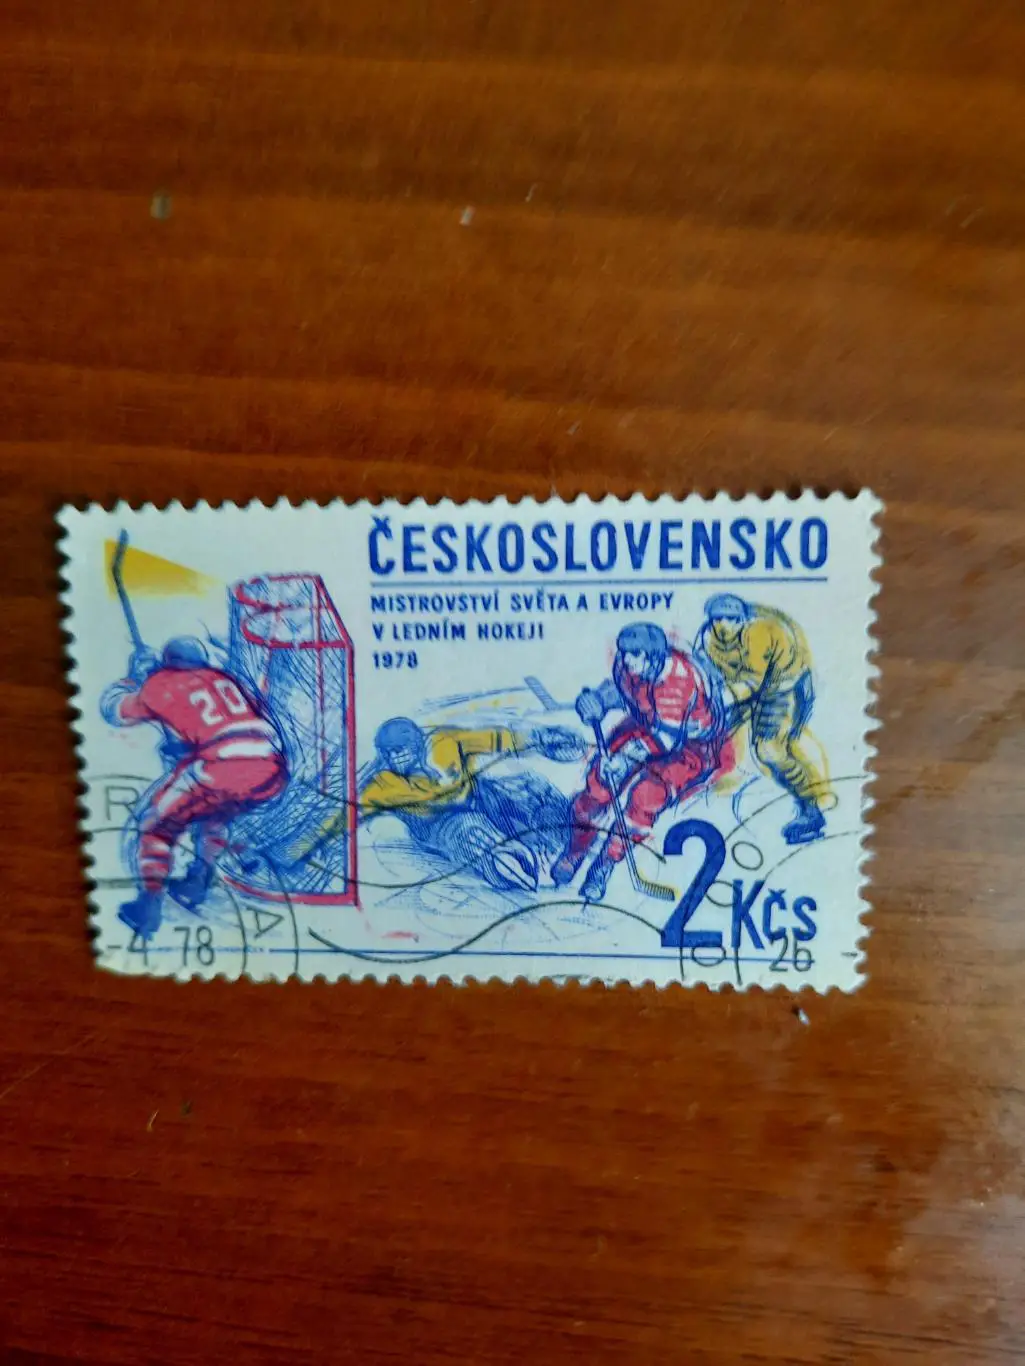 ČESKOSLOVENSKO
MISTROVSTVÍ SVĚTA A EVROPY
V LEDNÍM HOKEJI
1978
20
2 Kčs
R
A
-4 78
26 -